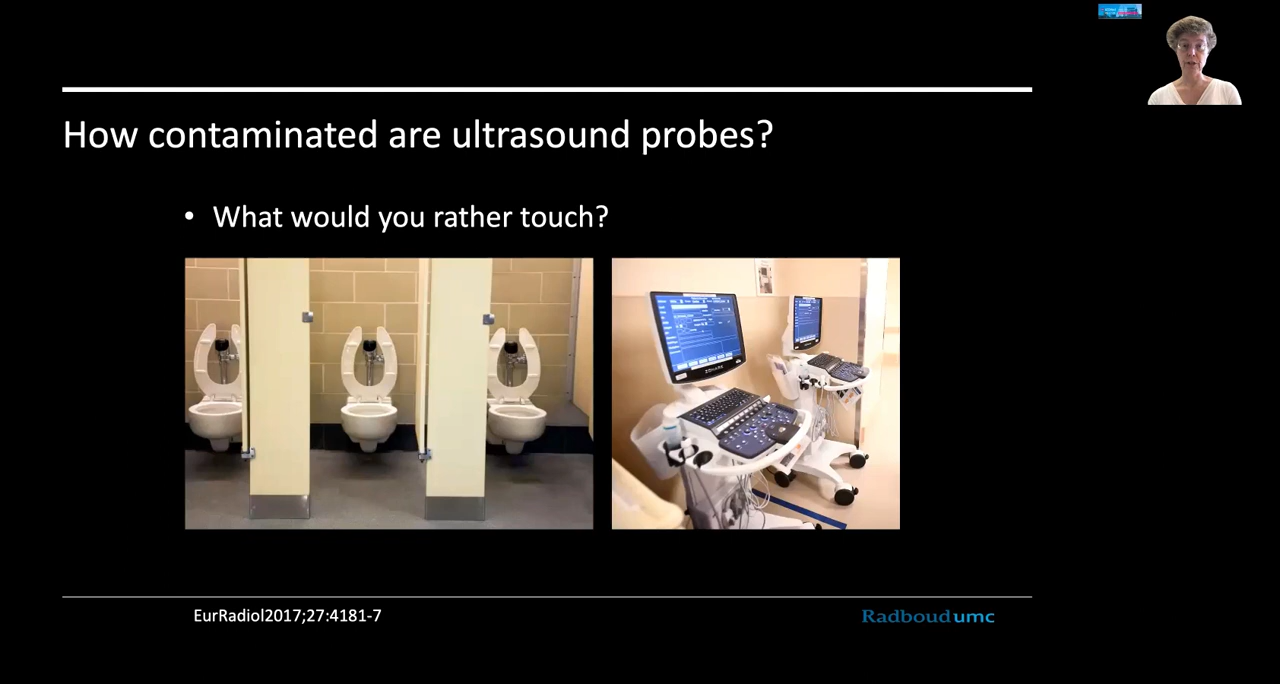 How contaminated are ultrasound probes?
• What would you rather touch?
EurRadiol2017;27:4181-7
Radboudumc